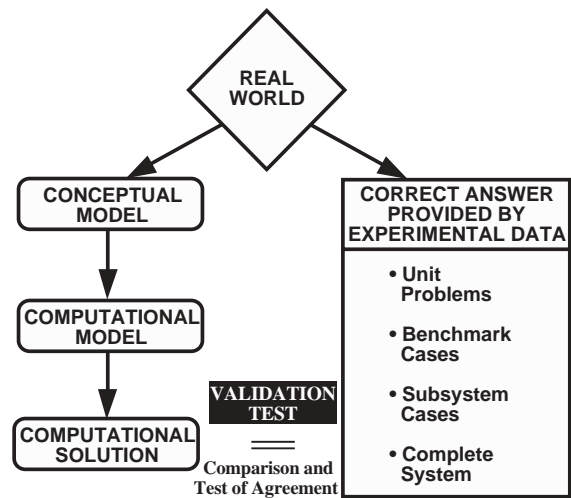 REAL
WORLD
CONCEPTUAL
MODEL
COMPUTATIONAL
MODEL
COMPUTATIONAL
SOLUTION
VALIDATION
TEST
Comparison and
Test of Agreement
CORRECT ANSWER
PROVIDED BY
EXPERIMENTAL DATA
• Unit
Problems
• Benchmark
Cases
• Subsystem
Cases
• Complete
System